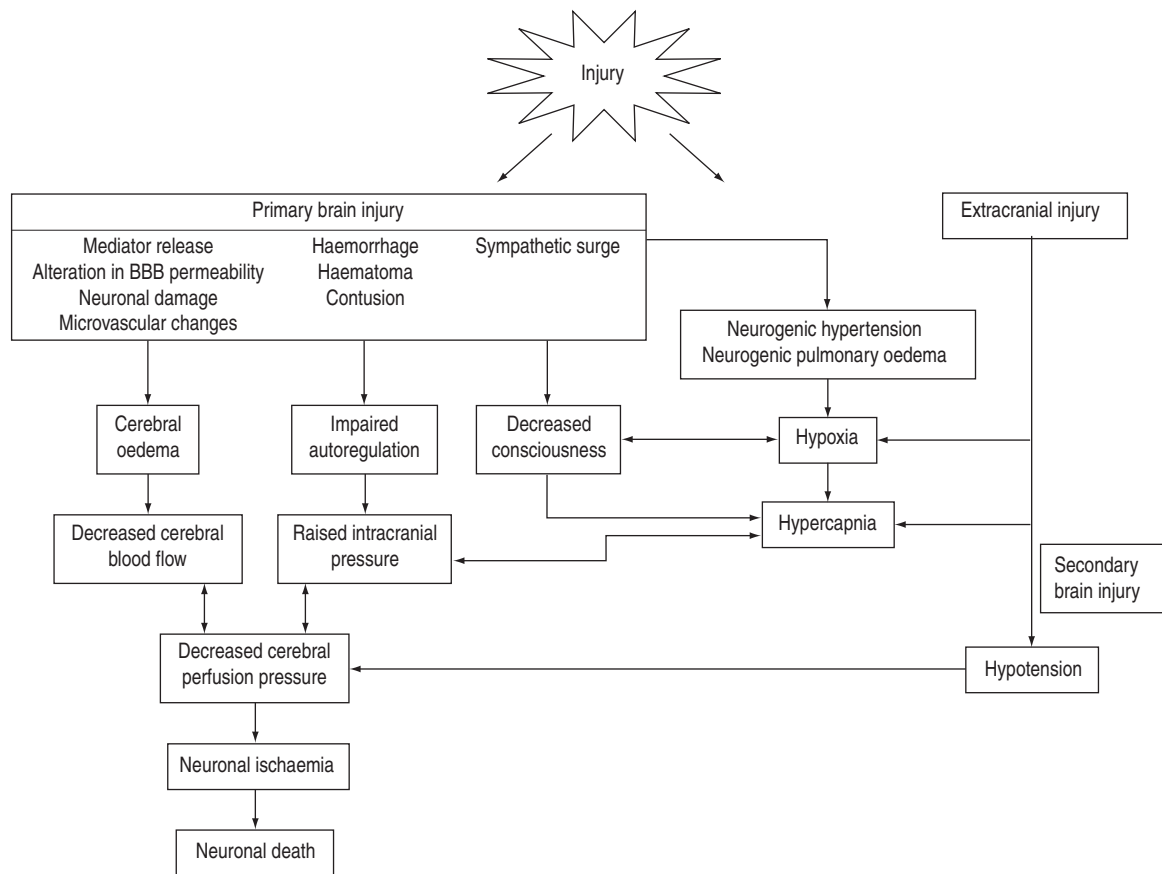 Injury
Primary brain injury
Mediator release
Alteration in BBB permeability
Neuronal damage
Microvascular changes
Haemorrhage
Haematoma
Contusion
Sympathetic surge
Extracranial injury
Neurogenic hypertension
Neurogenic pulmonary oedema
Cerebral
oedema
Impaired
autoregulation
Decreased
consciousness
Hypoxia
Decreased cerebral
blood flow
Raised intracranial
pressure
Hypercapnia
Secondary
brain injury
Decreased cerebral
perfusion pressure
Hypotension
Neuronal ischaemia
Neuronal death